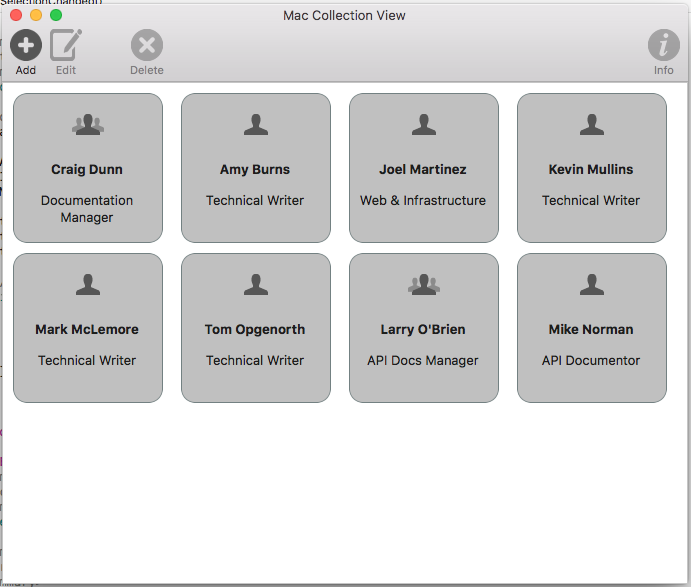 SelectionChanged()
Mac Collection View
Add
Edit
Delete
Info
Craig Dunn
Documentation
Manager
Amy Burns
Technical Writer
Joel Martinez
Web & Infrastructure
Kevin Mullins
Technical Writer
Mark McLemore
Technical Writer
Tom Opgenorth
Technical Writer
Larry O'Brien
API Docs Manager
Mike Norman
API Documentor